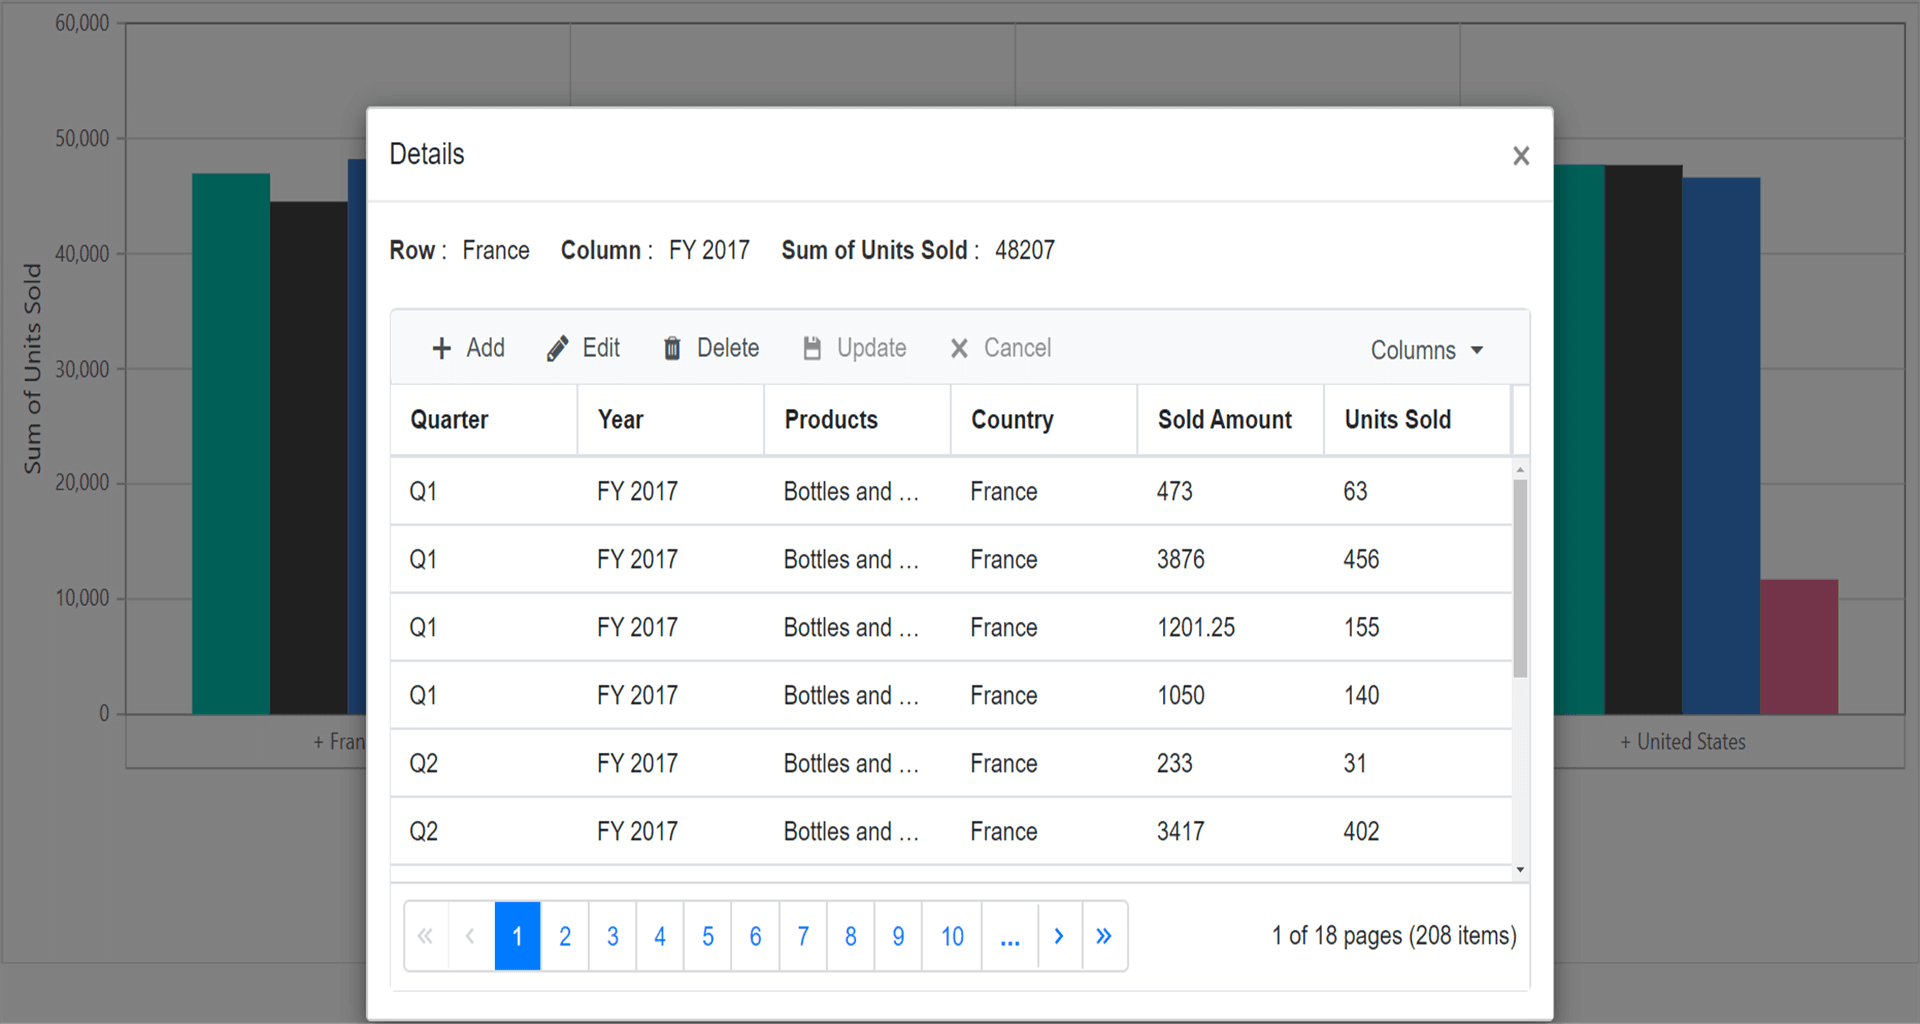 60,000
50,000
40,000
30,000
20,000
10,000
0
Sum of Units Sold
+ Fran
+ United States
Details
Row : France Column : FY 2017 Sum of Units Sold : 48207
Add Edit Delete Update Cancel Columns
Quarter Year Products Country Sold Amount Units Sold
Q1 FY 2017 Bottles and ... France 473 63
Q1 FY 2017 Bottles and ... France 3876 456
Q1 FY 2017 Bottles and ... France 1201.25 155
Q1 FY 2017 Bottles and ... France 1050 140
Q2 FY 2017 Bottles and ... France 233 31
Q2 FY 2017 Bottles and ... France 3417 402
« ‹ 1 2 3 4 5 6 7 8 9 10 ... › » 1 of 18 pages (208 items)